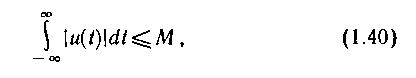 ∫_{-∞}^{∞} |u(t)|dt ⩽ M , (1.40)